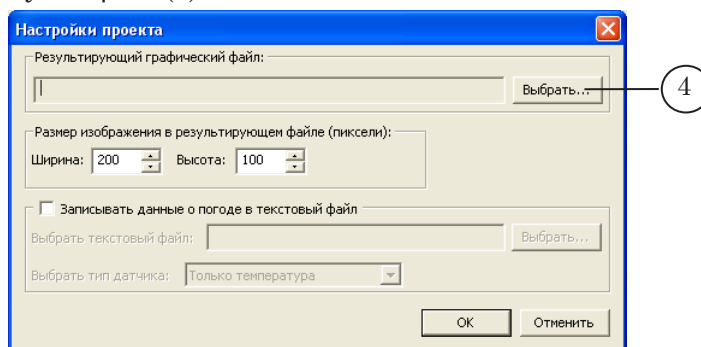 Настройки проекта
Результирующий графический файл:
Выбрать...
4
Размер изображения в результирующем файле (пиксели):
Ширина: 200 Высота: 100
Записывать данные о погоде в текстовый файл
Выбрать текстовый файл: Выбрать...
Выбрать тип датчика: Только температура
OK Отменить